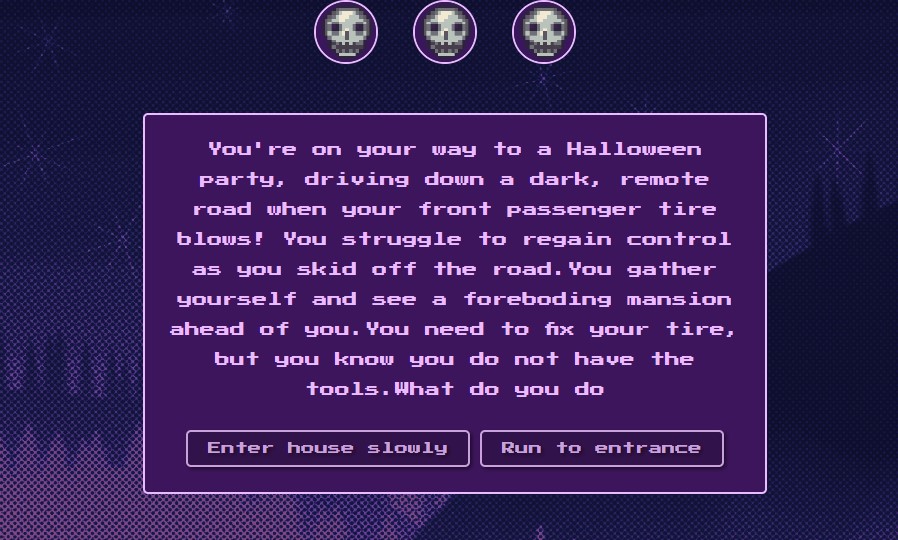 You're on your way to a Halloween
party, driving down a dark, remote
road when your front passenger tire
blows! You struggle to regain control
as you skid off the road.You gather
yourself and see a foreboding mansion
ahead of you.You need to fix your tire,
but you know you do not have the
tools.What do you do
Enter house slowly
Run to entrance